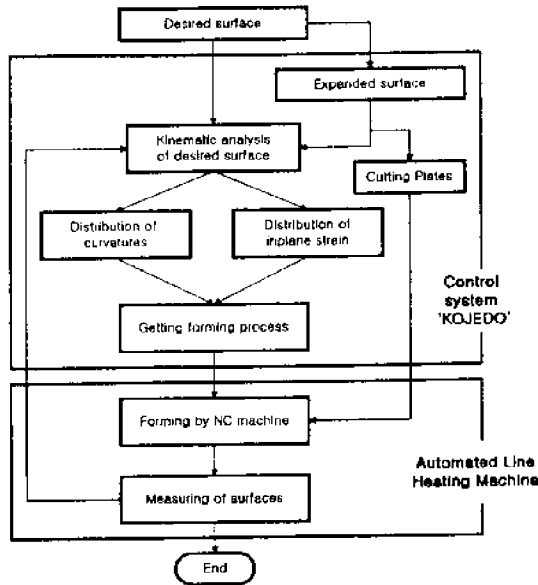 Desired surface
Expanded surface
Kinematic analysis
of desired surface
Cutting Plates
Distribution of
curvatures
Distribution of
inplane strain
Control
system
'KOJEDO'
Getting forming process
Forming by NC machine
Automated Line
Heating Machine
Measuring of surfaces
End